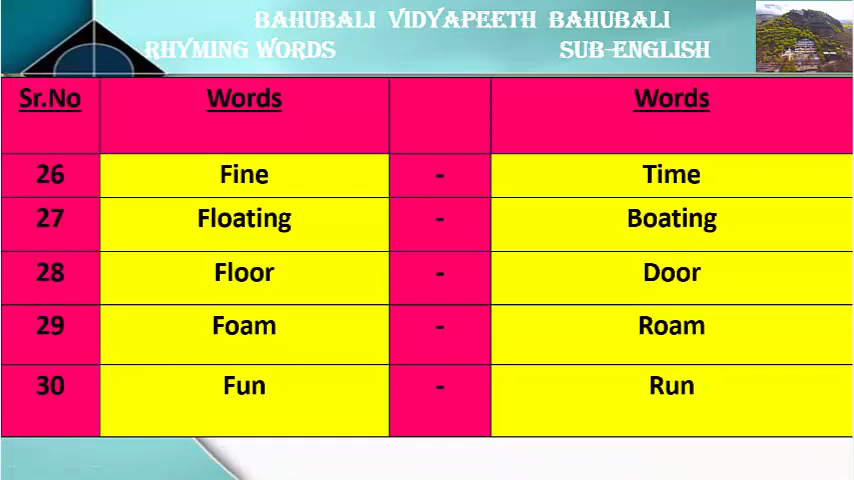 BAHUBALI VIDYAPEETH BAHUBALI
RHYMING WORDS SUB-ENGLISH
Sr.No Words Words
26 Fine - Time
27 Floating - Boating
28 Floor - Door
29 Foam - Roam
30 Fun - Run